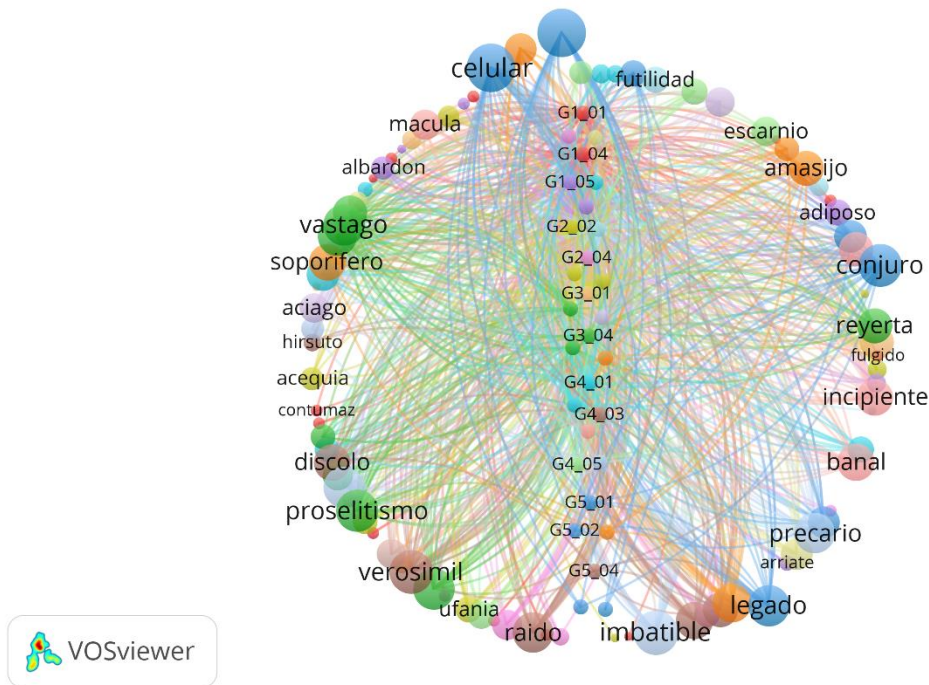 celular
futilidad
G1_01
macula
escarnio
G1_04
albardon
amasijo
G1_05
adiposo
vastago
G2_02
soporifero
G2_04
conjuro
G3_01
aciago
reyerta
hirsuto
G3_04
fulgido
acequia
G4_01
incipiente
contumaz
G4_03
discolo
G4_05
banal
proselitismo
G5_01
G5_02
precario
arriate
verosimil
G5_04
ufania
legado
raido
imbatible
VOSviewer